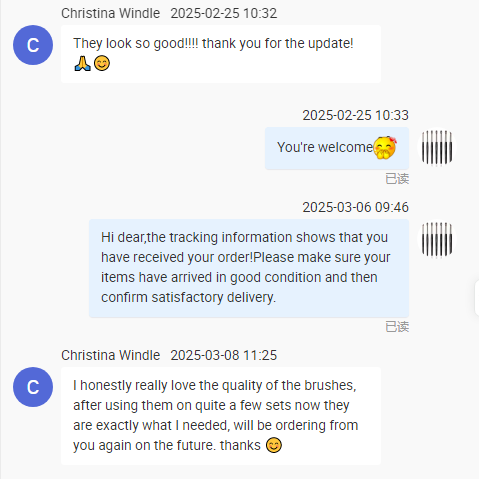 Christina Windle 2025-02-25 10:32
C
They look so good!!!! thank you for the update!
🙏😊
2025-02-25 10:33
You're welcome🥰
已读
2025-03-06 09:46
Hi dear,the tracking information shows that you
have received your order!Please make sure your
items have arrived in good condition and then
confirm satisfactory delivery.
已读
Christina Windle 2025-03-08 11:25
C
I honestly really love the quality of the brushes,
after using them on quite a few sets now they
are exactly what I needed, will be ordering from
you again on the future. thanks 😊